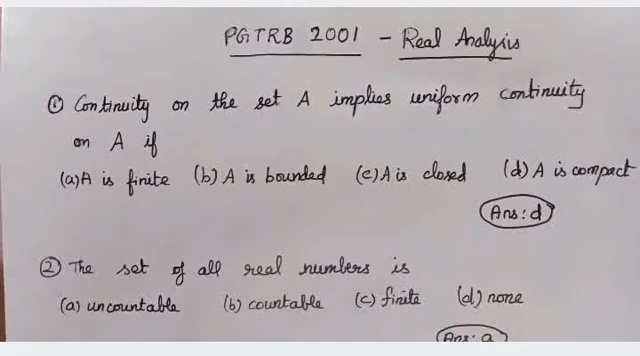 PGTRB 2001 - Real Analysis
① Continuity on the set A implies uniform continuity
on A if
(a) A is finite (b) A is bounded (c) A is closed (d) A is compact
Ans: d
② The set of all real numbers is
(a) uncountable (b) countable (c) finite (d) none
Ans: a